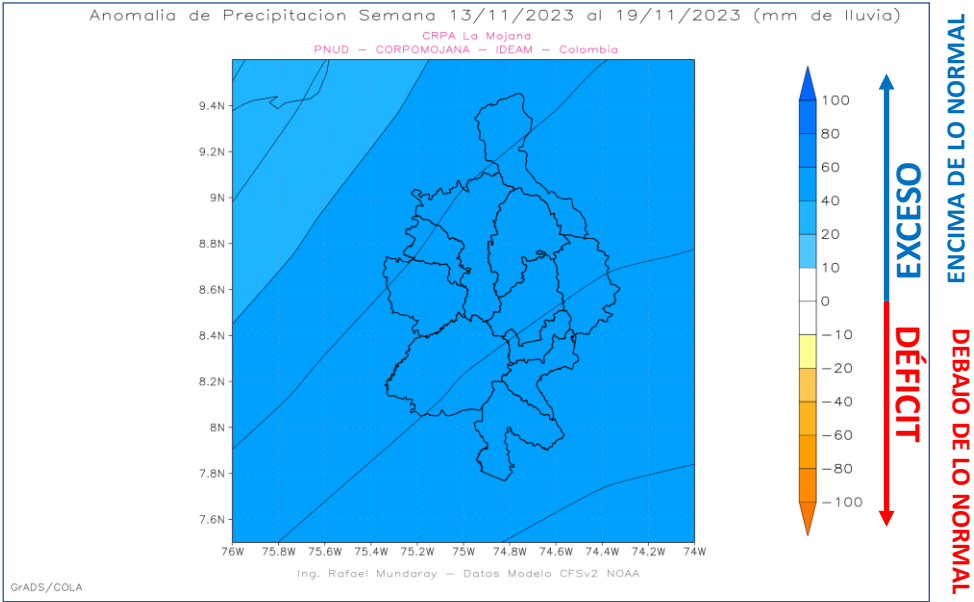 Anomalia de Precipitacion Semana 13/11/2023 al 19/11/2023 (mm de lluvia)
CRPA La Mojana
PNUD — CORPOMOJANA — IDEAM — Colombia
9.4N
9.2N
9N
8.8N
8.6N
8.4N
8.2N
8N
7.8N
7.6N
76W 75.8W 75.6W 75.4W 75.2W 75W 74.8W 74.6W 74.4W 74.2W 74W
100
80
60
40
20
10
0
−10
−20
−40
−60
−80
−100
EXCESO
DÉFICIT
ENCIMA DE LO NORMAL
DEBAJO DE LO NORMAL
Ing. Rafael Mundaray — Datos Modelo CFSv2 NOAA
GrADS/COLA